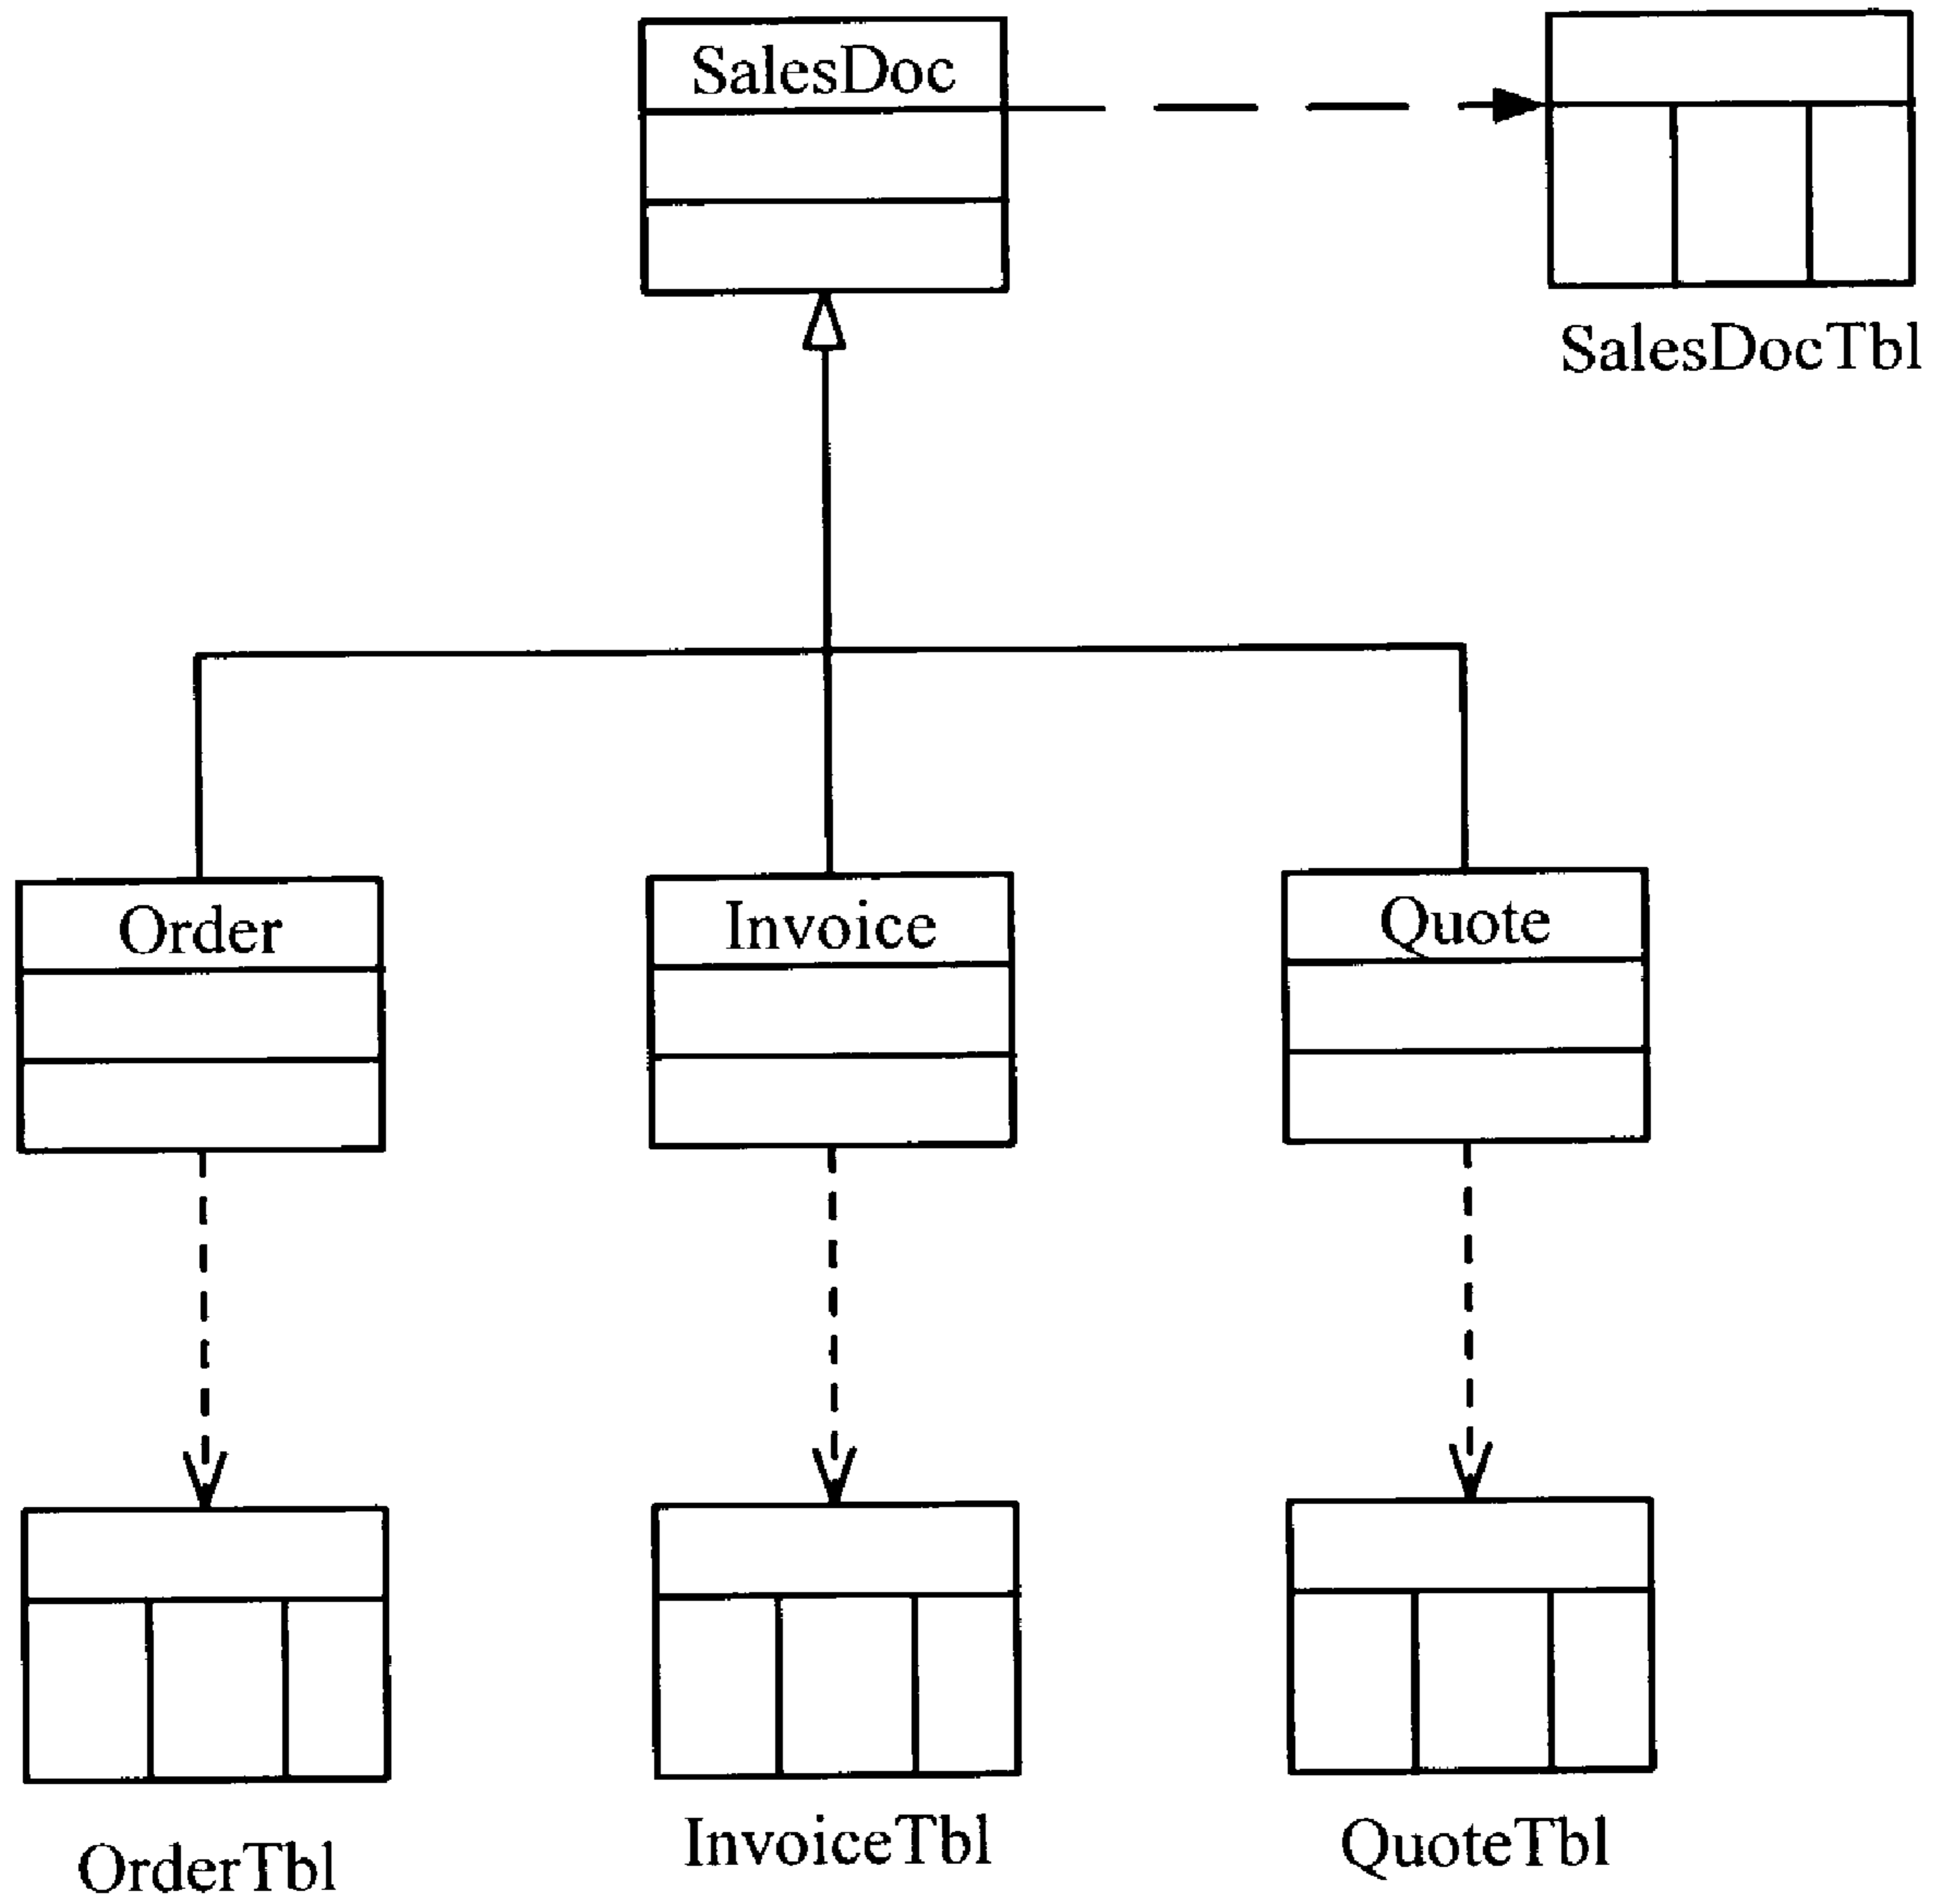 SalesDoc
SalesDocTbl
Order
Invoice
Quote
OrderTbl
InvoiceTbl
QuoteTbl